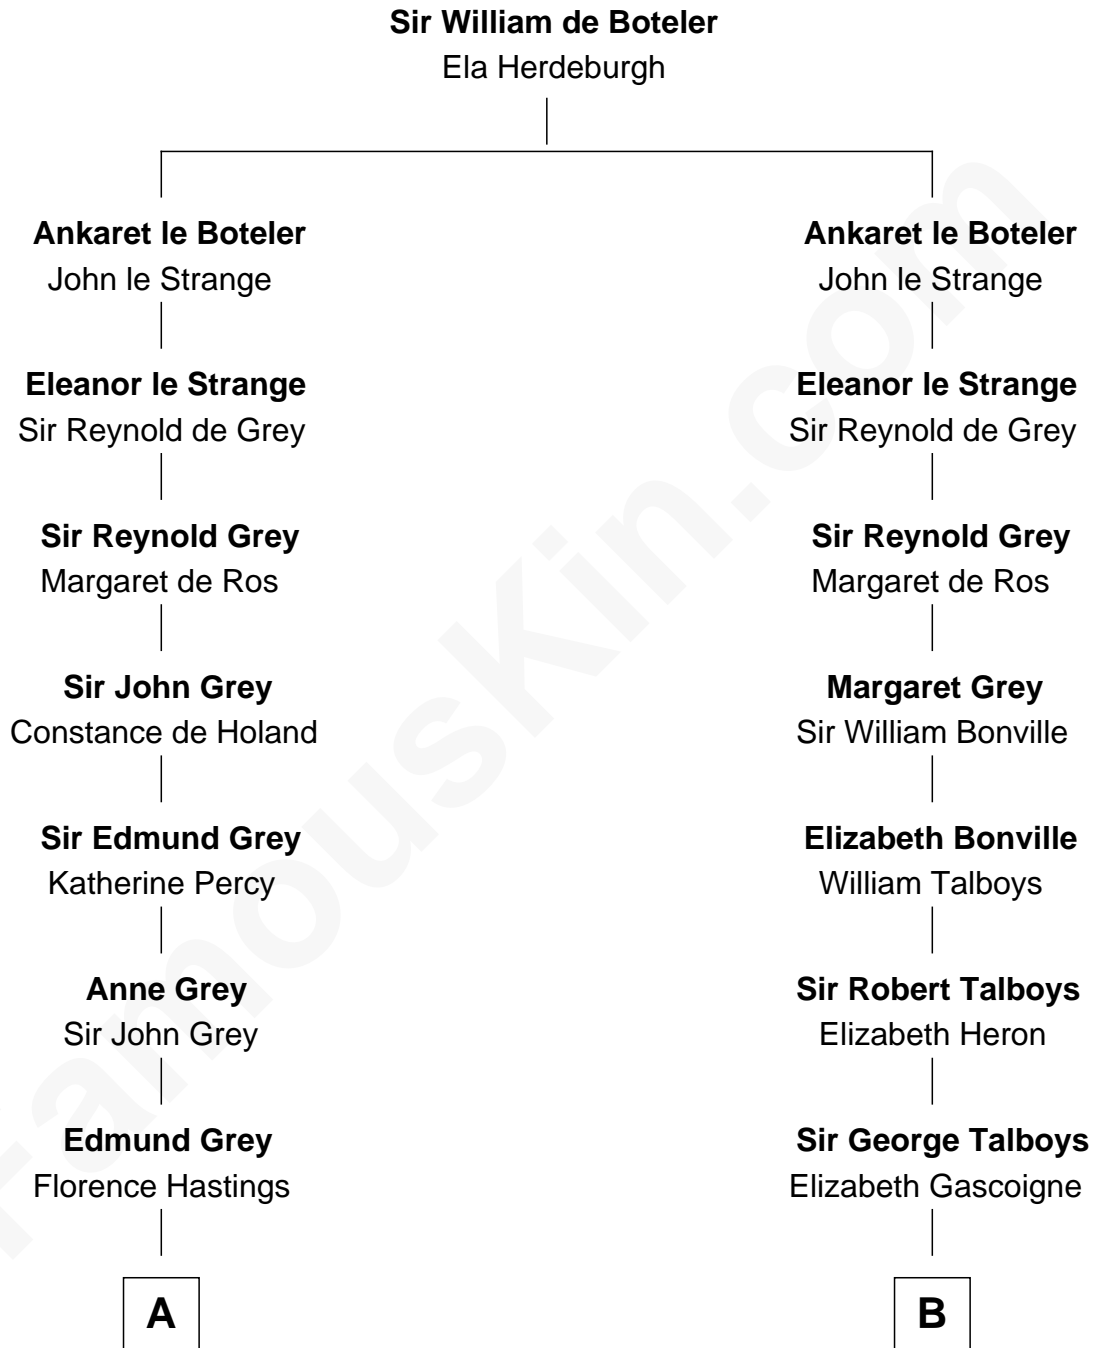 Sir William de Boteler
Ela Herdeburgh
Ankaret le Boteler
John le Strange
Eleanor le Strange
Sir Reynold de Grey
Sir Reynold Grey
Margaret de Ros
Sir John Grey
Constance de Holand
Sir Edmund Grey
Katherine Percy
Anne Grey
Sir John Grey
Edmund Grey
Florence Hastings
A
Ankaret le Boteler
John le Strange
Eleanor le Strange
Sir Reynold de Grey
Sir Reynold Grey
Margaret de Ros
Margaret Grey
Sir William Bonville
Elizabeth Bonville
William Talboys
Sir Robert Talboys
Elizabeth Heron
Sir George Talboys
Elizabeth Gascoigne
B
FamousKin.com